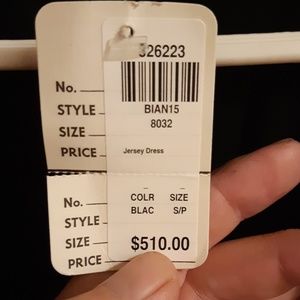 326223
No.
STYLE BIAN15
SIZE 8032
PRICE Jersey Dress
No. COLR SIZE
STYLE BLAC S/P
SIZE
PRICE $510.00